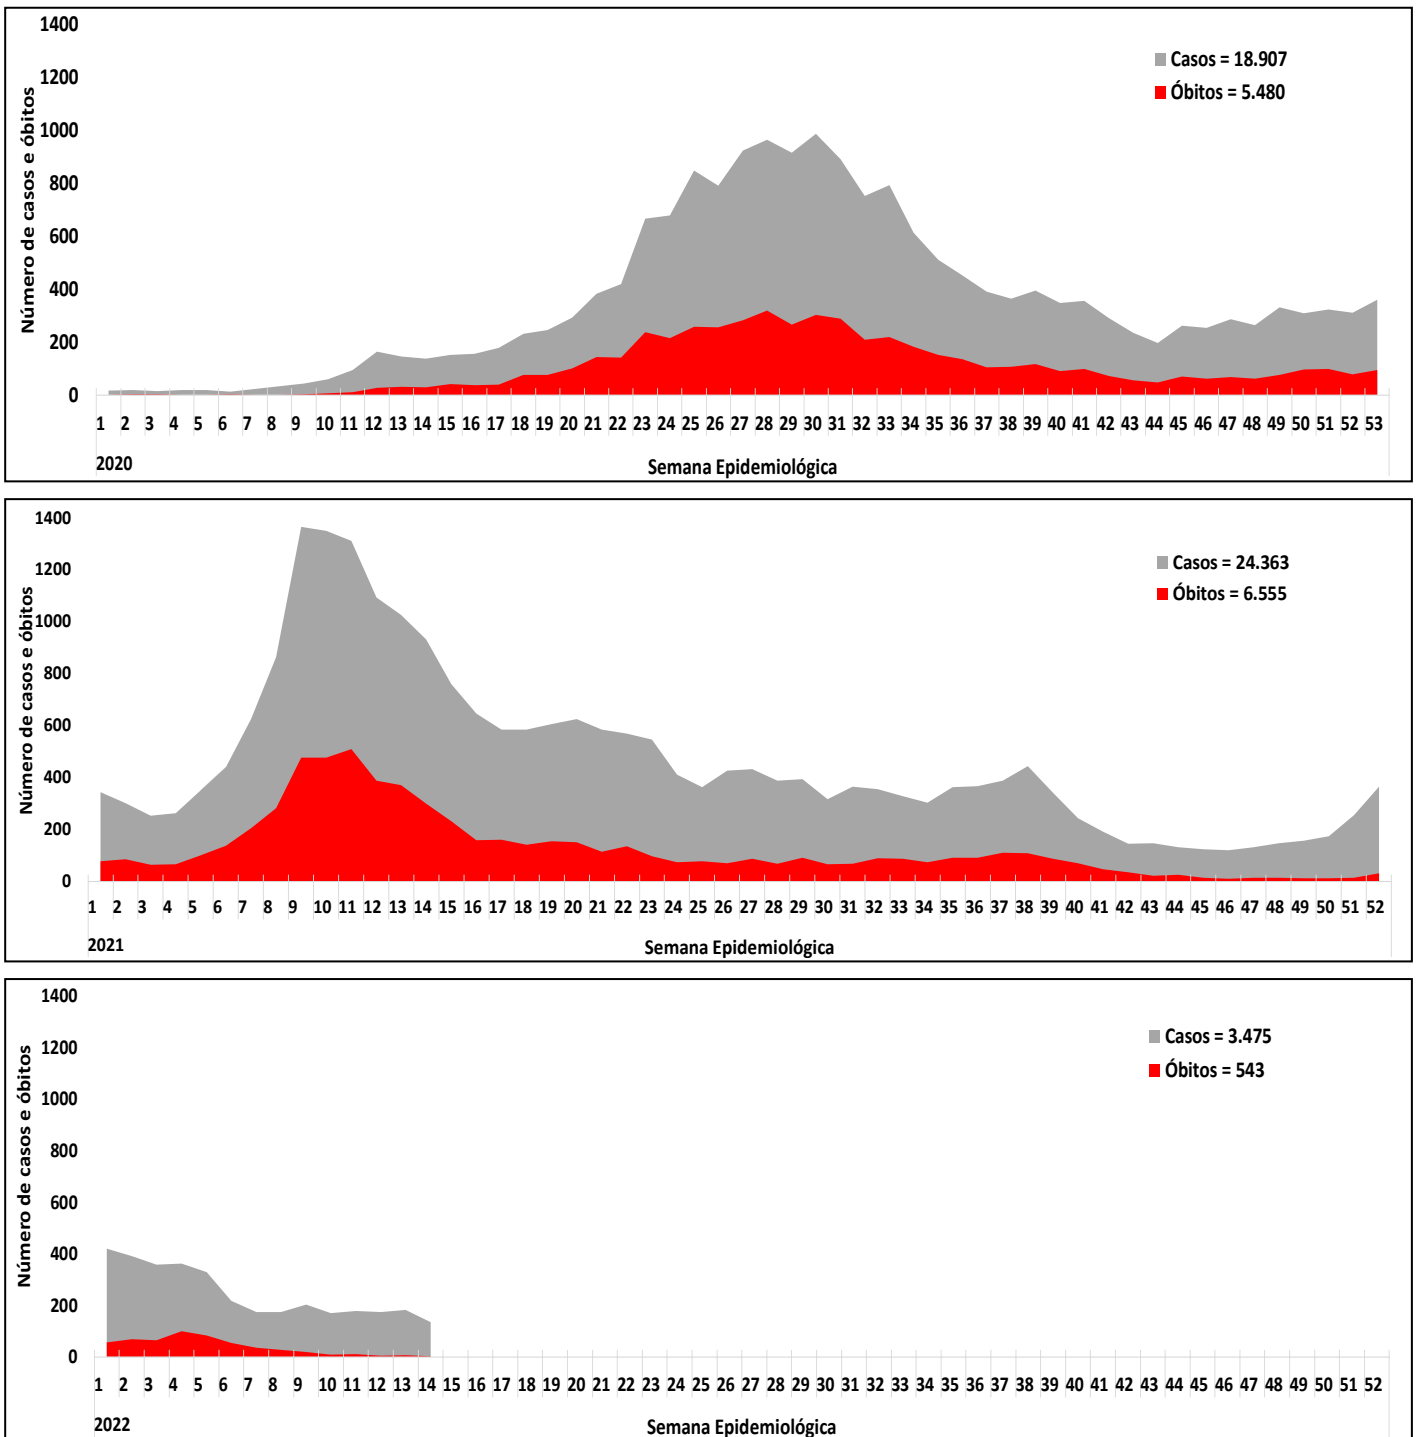 1400
1200
1000
800
600
400
200
0
Número de casos e óbitos
Casos = 18.907
Óbitos = 5.480
1 2 3 4 5 6 7 8 9 10 11 12 13 14 15 16 17 18 19 20 21 22 23 24 25 26 27 28 29 30 31 32 33 34 35 36 37 38 39 40 41 42 43 44 45 46 47 48 49 50 51 52 53
2020
Semana Epidemiológica
1400
1200
1000
800
600
400
200
0
Número de casos e óbitos
Casos = 24.363
Óbitos = 6.555
1 2 3 4 5 6 7 8 9 10 11 12 13 14 15 16 17 18 19 20 21 22 23 24 25 26 27 28 29 30 31 32 33 34 35 36 37 38 39 40 41 42 43 44 45 46 47 48 49 50 51 52
2021
Semana Epidemiológica
1400
1200
1000
800
600
400
200
0
Número de casos e óbitos
Casos = 3.475
Óbitos = 543
1 2 3 4 5 6 7 8 9 10 11 12 13 14 15 16 17 18 19 20 21 22 23 24 25 26 27 28 29 30 31 32 33 34 35 36 37 38 39 40 41 42 43 44 45 46 47 48 49 50 51 52
2022
Semana Epidemiológica